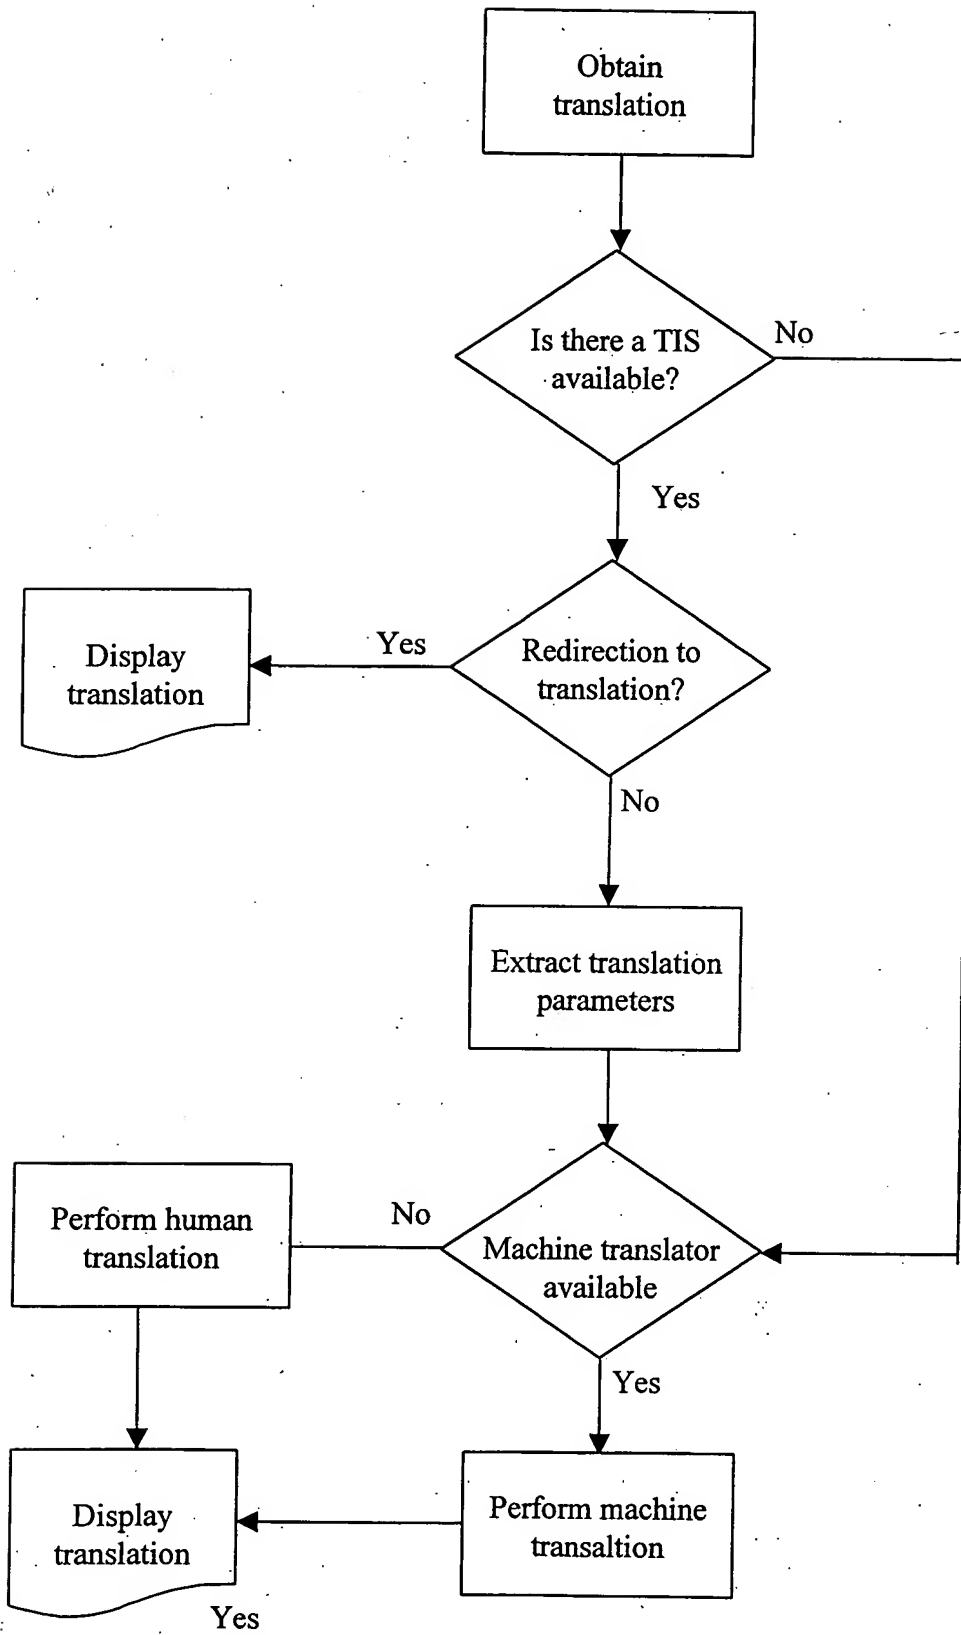 Obtain
translation
Is there a TIS
available?
No
Yes
Redirection to
translation?
Yes
Display
translation
No
Extract translation
parameters
Machine translator
available
No
Perform human
translation
Yes
Perform machine
transaltion
Display
translation
Yes